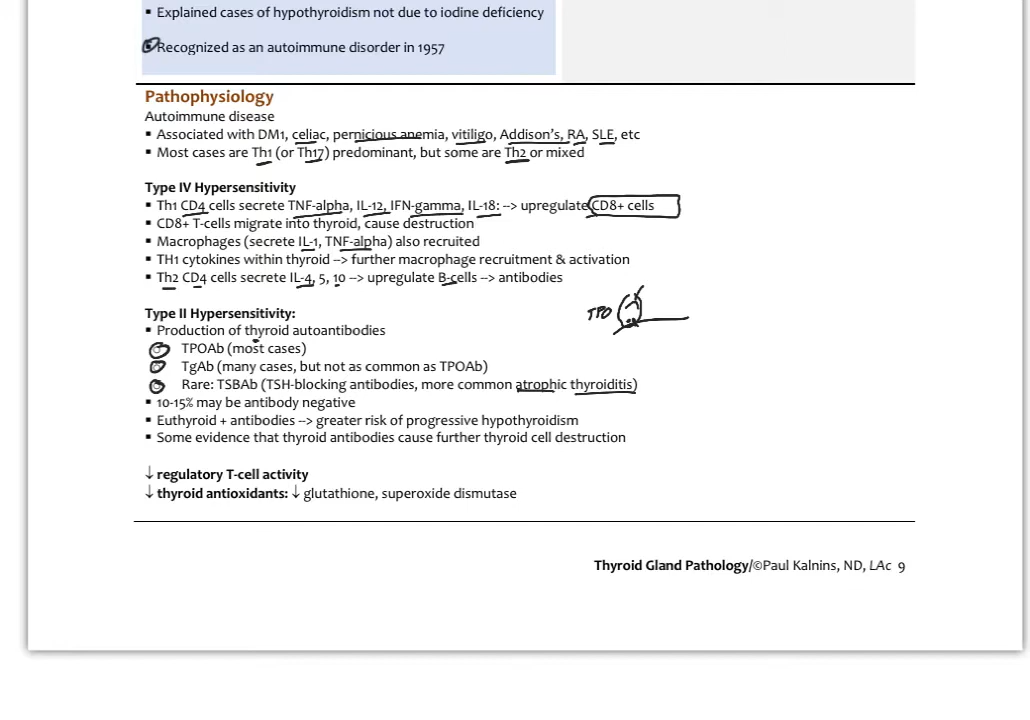 ▪ Explained cases of hypothyroidism not due to iodine deficiency
▪ Recognized as an autoimmune disorder in 1957
Pathophysiology
Autoimmune disease
▪ Associated with DM1, celiac, pernicious anemia, vitiligo, Addison's, RA, SLE, etc
▪ Most cases are Th1 (or Th17) predominant, but some are Th2 or mixed
Type IV Hypersensitivity
▪ Th1 CD4 cells secrete TNF-alpha, IL-12, IFN-gamma, IL-18: --> upregulate CD8+ cells
▪ CD8+ T-cells migrate into thyroid, cause destruction
▪ Macrophages (secrete IL-1, TNF-alpha) also recruited
▪ TH1 cytokines within thyroid --> further macrophage recruitment & activation
▪ Th2 CD4 cells secrete IL-4, 5, 10 --> upregulate B-cells --> antibodies
TPO
Type II Hypersensitivity:
▪ Production of thyroid autoantibodies
TPOAb (most cases)
TgAb (many cases, but not as common as TPOAb)
Rare: TSBAb (TSH-blocking antibodies, more common atrophic thyroiditis)
▪ 10-15% may be antibody negative
▪ Euthyroid + antibodies --> greater risk of progressive hypothyroidism
▪ Some evidence that thyroid antibodies cause further thyroid cell destruction
↓ regulatory T-cell activity
↓ thyroid antioxidants: ↓ glutathione, superoxide dismutase
Thyroid Gland Pathology/©Paul Kalnins, ND, LAc 9